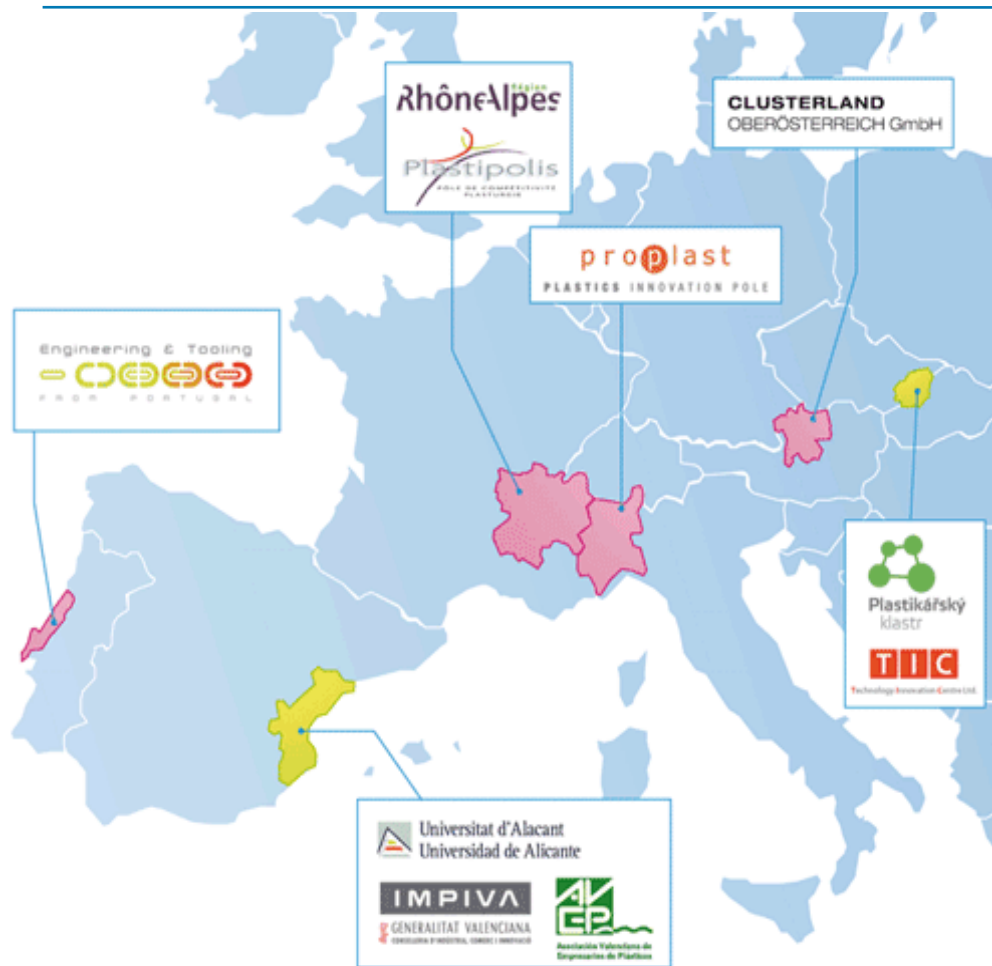 Région
RhôneAlpes
Plastipolis
PÔLE DE COMPÉTITIVITÉ
PLASTURGIE
CLUSTERLAND
OBERÖSTERREICH GmbH
proplast
PLASTICS INNOVATION POLE
Engineering & Tooling
FROM PORTUGAL
Plastikářský
klastr
TIC
Technology Innovation Centre Ltd.
Universitat d'Alacant
Universidad de Alicante
IMPIVA
GENERALITAT VALENCIANA
CONSELLERIA D'INDÚSTRIA, COMERÇ I INNOVACIÓ
AVEP
Asociación Valenciana de
Empresarios de Plásticos